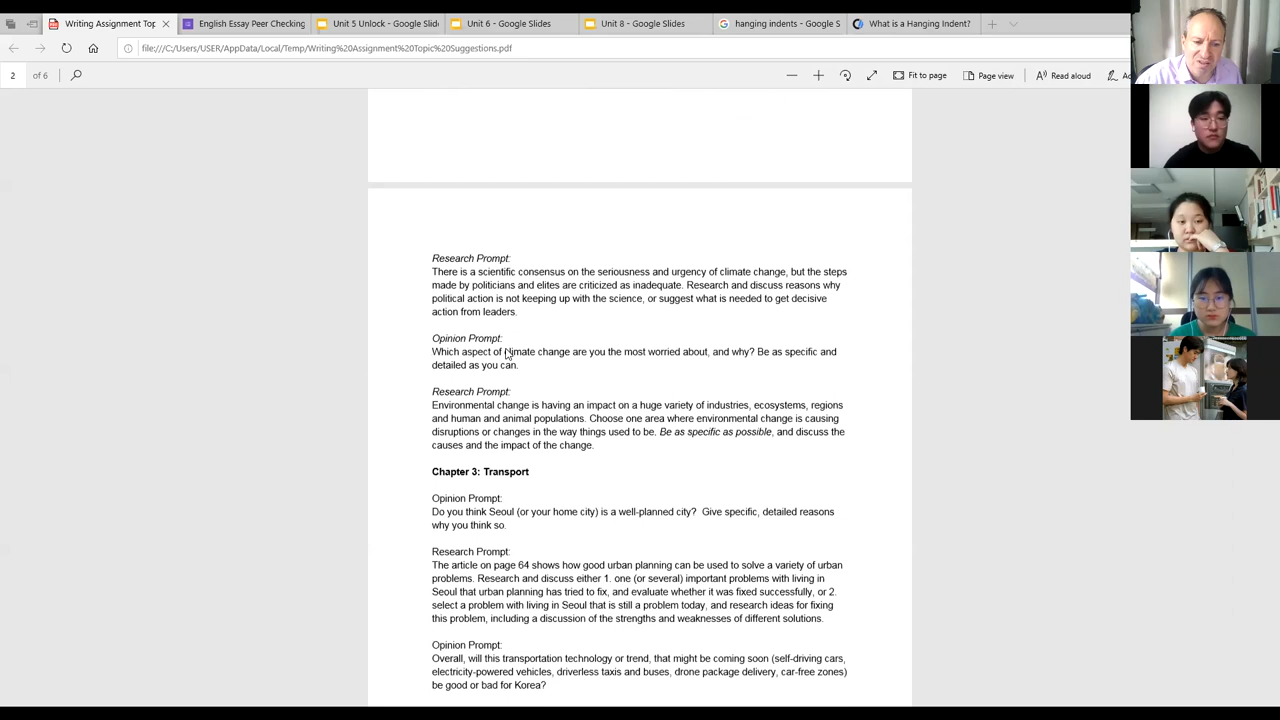 Writing Assignment Top
English Essay Peer Checking
Unit 5 Unlock - Google Slide
Unit 6 - Google Slides
Unit 8 - Google Slides
hanging indents - Google S
What is a Hanging Indent?
file:///C:/Users/USER/AppData/Local/Temp/Writing%20Assignment%20Topic%20Suggestions.pdf
2 of 6
Fit to page
Page view
Read aloud
Research Prompt:
There is a scientific consensus on the seriousness and urgency of climate change, but the steps
made by politicians and elites are criticized as inadequate. Research and discuss reasons why
political action is not keeping up with the science, or suggest what is needed to get decisive
action from leaders.
Opinion Prompt:
Which aspect of climate change are you the most worried about, and why? Be as specific and
detailed as you can.
Research Prompt:
Environmental change is having an impact on a huge variety of industries, ecosystems, regions
and human and animal populations. Choose one area where environmental change is causing
disruptions or changes in the way things used to be. Be as specific as possible, and discuss the
causes and the impact of the change.
Chapter 3: Transport
Opinion Prompt:
Do you think Seoul (or your home city) is a well-planned city?  Give specific, detailed reasons
why you think so.
Research Prompt:
The article on page 64 shows how good urban planning can be used to solve a variety of urban
problems. Research and discuss either 1. one (or several) important problems with living in
Seoul that urban planning has tried to fix, and evaluate whether it was fixed successfully, or 2.
select a problem with living in Seoul that is still a problem today, and research ideas for fixing
this problem, including a discussion of the strengths and weaknesses of different solutions.
Opinion Prompt:
Overall, will this transportation technology or trend, that might be coming soon (self-driving cars,
electricity-powered vehicles, driverless taxis and buses, drone package delivery, car-free zones)
be good or bad for Korea?